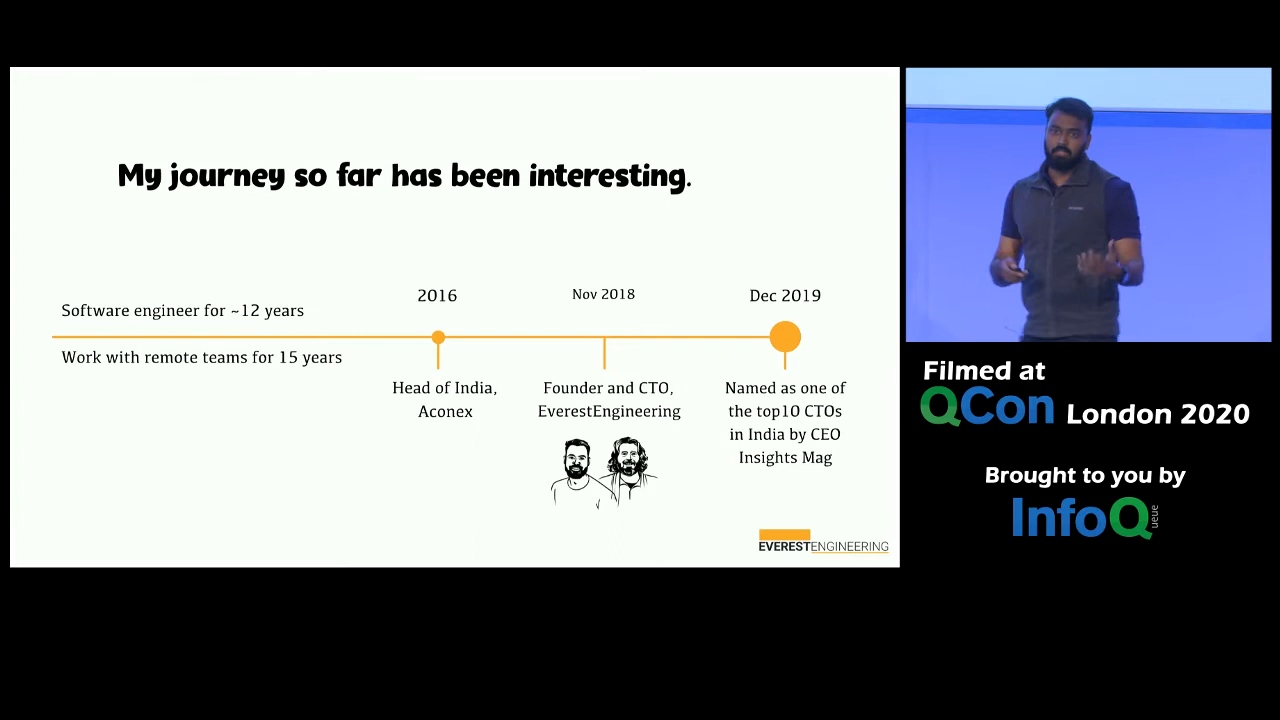 My journey so far has been interesting.
Software engineer for ~12 years
Work with remote teams for 15 years
2016
Head of India,
Aconex
Nov 2018
Founder and CTO,
EverestEngineering
Dec 2019
Named as one of
the top10 CTOs
in India by CEO
Insights Mag
EVERESTENGINEERING
Filmed at
QCon London 2020
Brought to you by
InfoQ
ueue